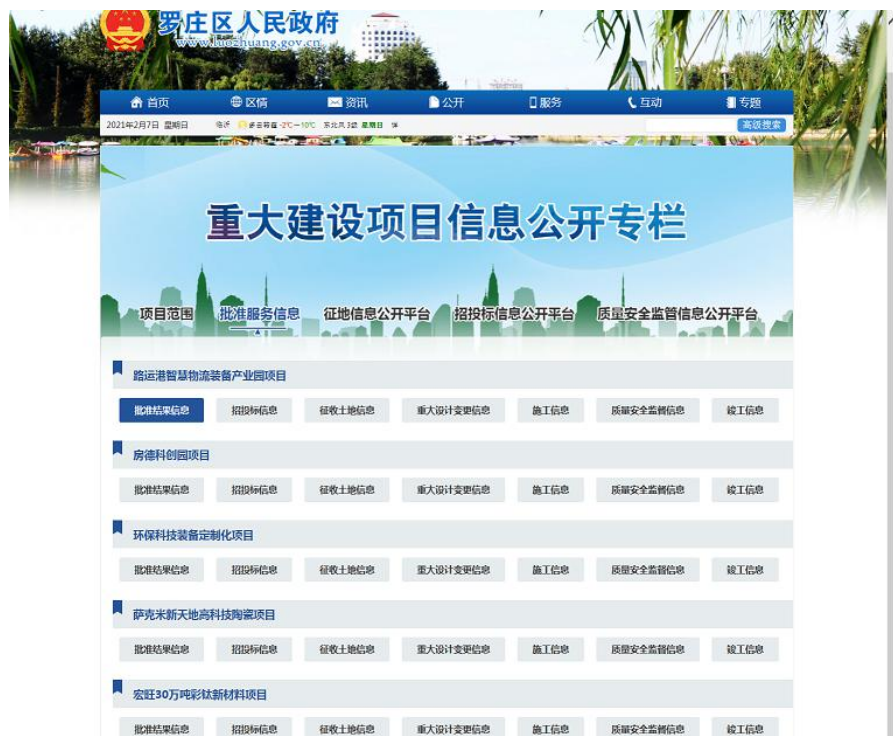 罗庄区人民政府
www.luozhuang.gov.cn
首页 区情 资讯 公开 服务 互动 专题
2021年2月7日 星期日 临沂 多云转晴 -2℃~10℃ 东北风3级 星期日 高级搜索
重大建设项目信息公开专栏
项目范围 批准服务信息 征地信息公开平台 招投标信息公开平台 质量安全监管信息公开平台
路运港智慧物流装备产业园项目
批准结果信息 招投标信息 征收土地信息 重大设计变更信息 施工信息 质量安全监督信息 竣工信息
房德科创园项目
批准结果信息 招投标信息 征收土地信息 重大设计变更信息 施工信息 质量安全监督信息 竣工信息
环保科技装备定制化项目
批准结果信息 招投标信息 征收土地信息 重大设计变更信息 施工信息 质量安全监督信息 竣工信息
萨克米新天地高科技陶瓷项目
批准结果信息 招投标信息 征收土地信息 重大设计变更信息 施工信息 质量安全监督信息 竣工信息
宏旺30万吨彩钛新材料项目
批准结果信息 招投标信息 征收土地信息 重大设计变更信息 施工信息 质量安全监督信息 竣工信息